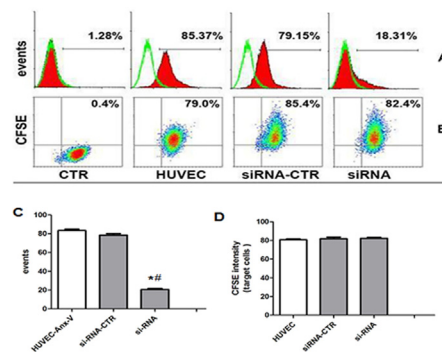 1.28% 85.37% 79.15% 18.31%
events
A
0.4% 79.0% 85.4% 82.4%
CFSE
B
CTR HUVEC siRNA-CTR siRNA
C
100
80
60
40
20
0
events
*#
HUVEC-Anx-V si-RNA-CTR si-RNA
D
100
80
60
40
20
0
CFSE intensity
(target cells)
HUVEC siRNA-CTR si-RNA